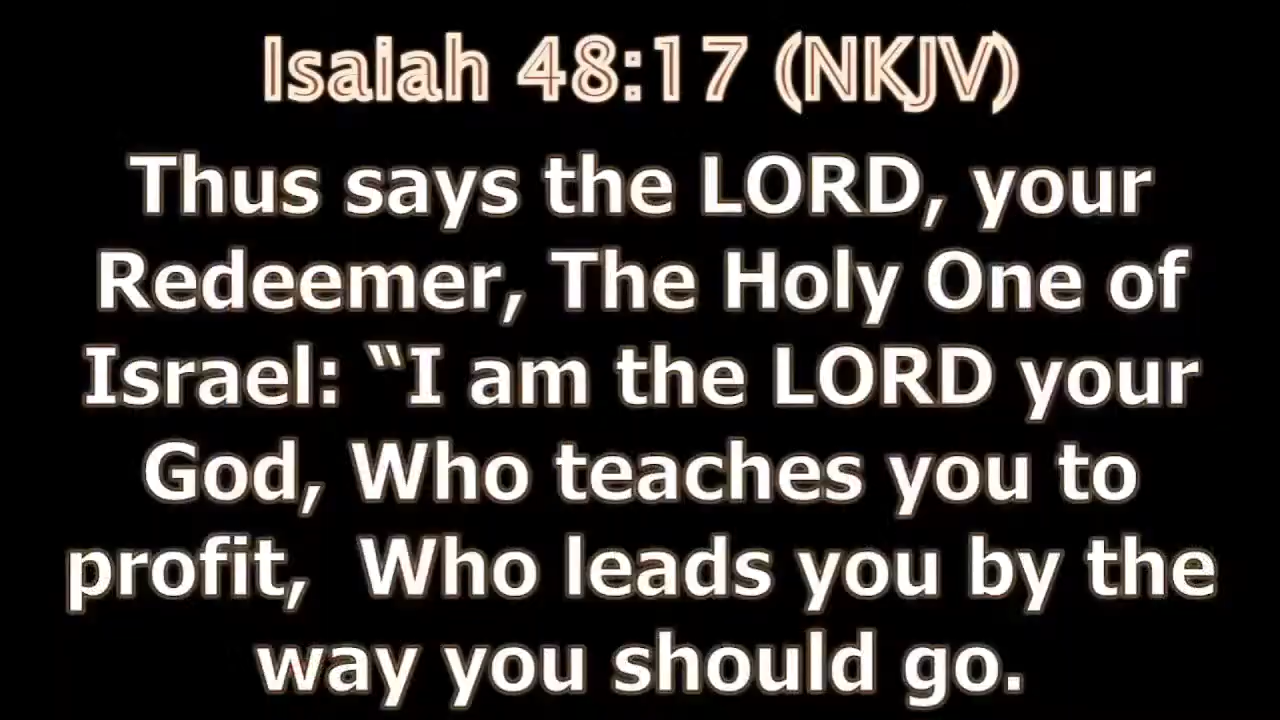 Isaiah 48:17 (NKJV)
Thus says the LORD, your
Redeemer, The Holy One of
Israel: “I am the LORD your
God, Who teaches you to
profit,  Who leads you by the
way you should go.